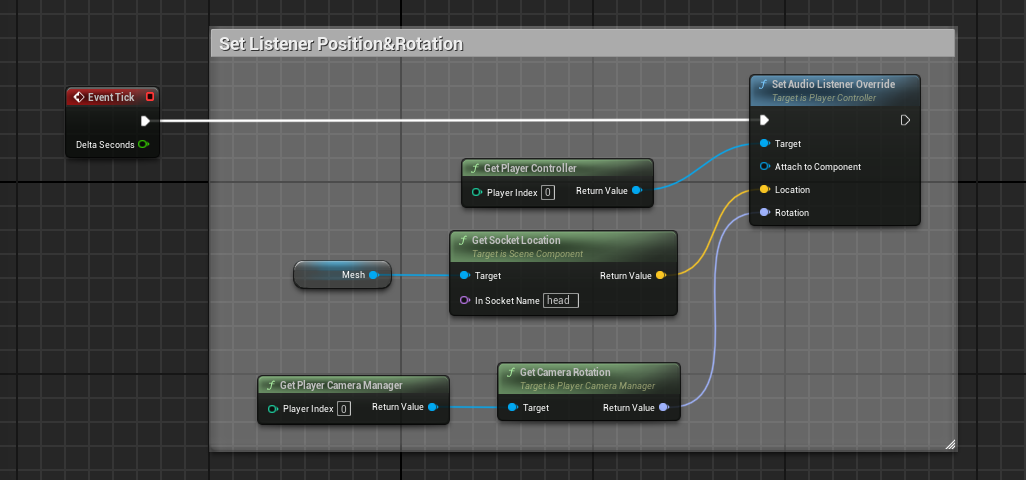 Set Listener Position&Rotation
Event Tick
Delta Seconds
Set Audio Listener Override
Target is Player Controller
Target
Attach to Component
Location
Rotation
Get Player Controller
Player Index 0 Return Value
Get Socket Location
Target is Scene Component
Target Return Value
In Socket Name head
Mesh
Get Player Camera Manager
Player Index 0 Return Value
Get Camera Rotation
Target is Player Camera Manager
Target Return Value